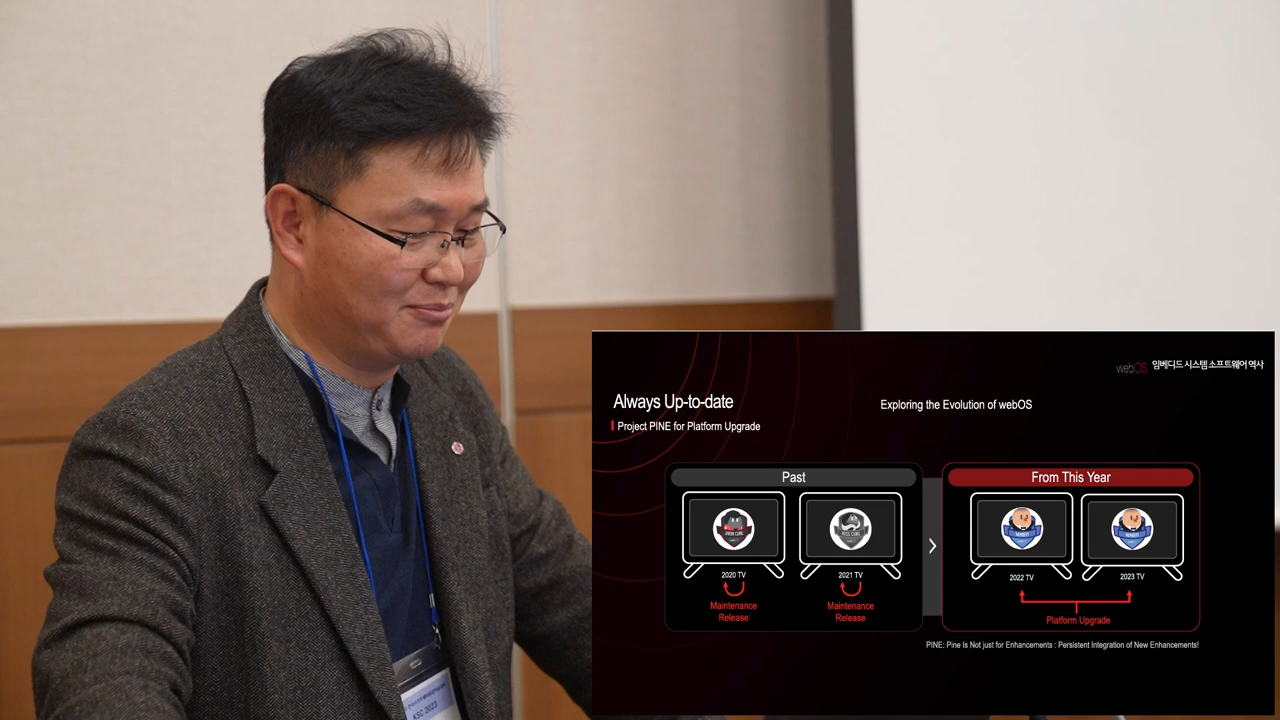 webOS 임베디드 시스템 소프트웨어 역사
Always Up-to-date
Exploring the Evolution of webOS
Project PINE for Platform Upgrade
Past
From This Year
2020 TV
2021 TV
2022 TV
2023 TV
Maintenance
Release
Maintenance
Release
Platform Upgrade
PINE: Pine Is Not just for Enhancements : Persistent Integration of New Enhancements!
KSC 2023